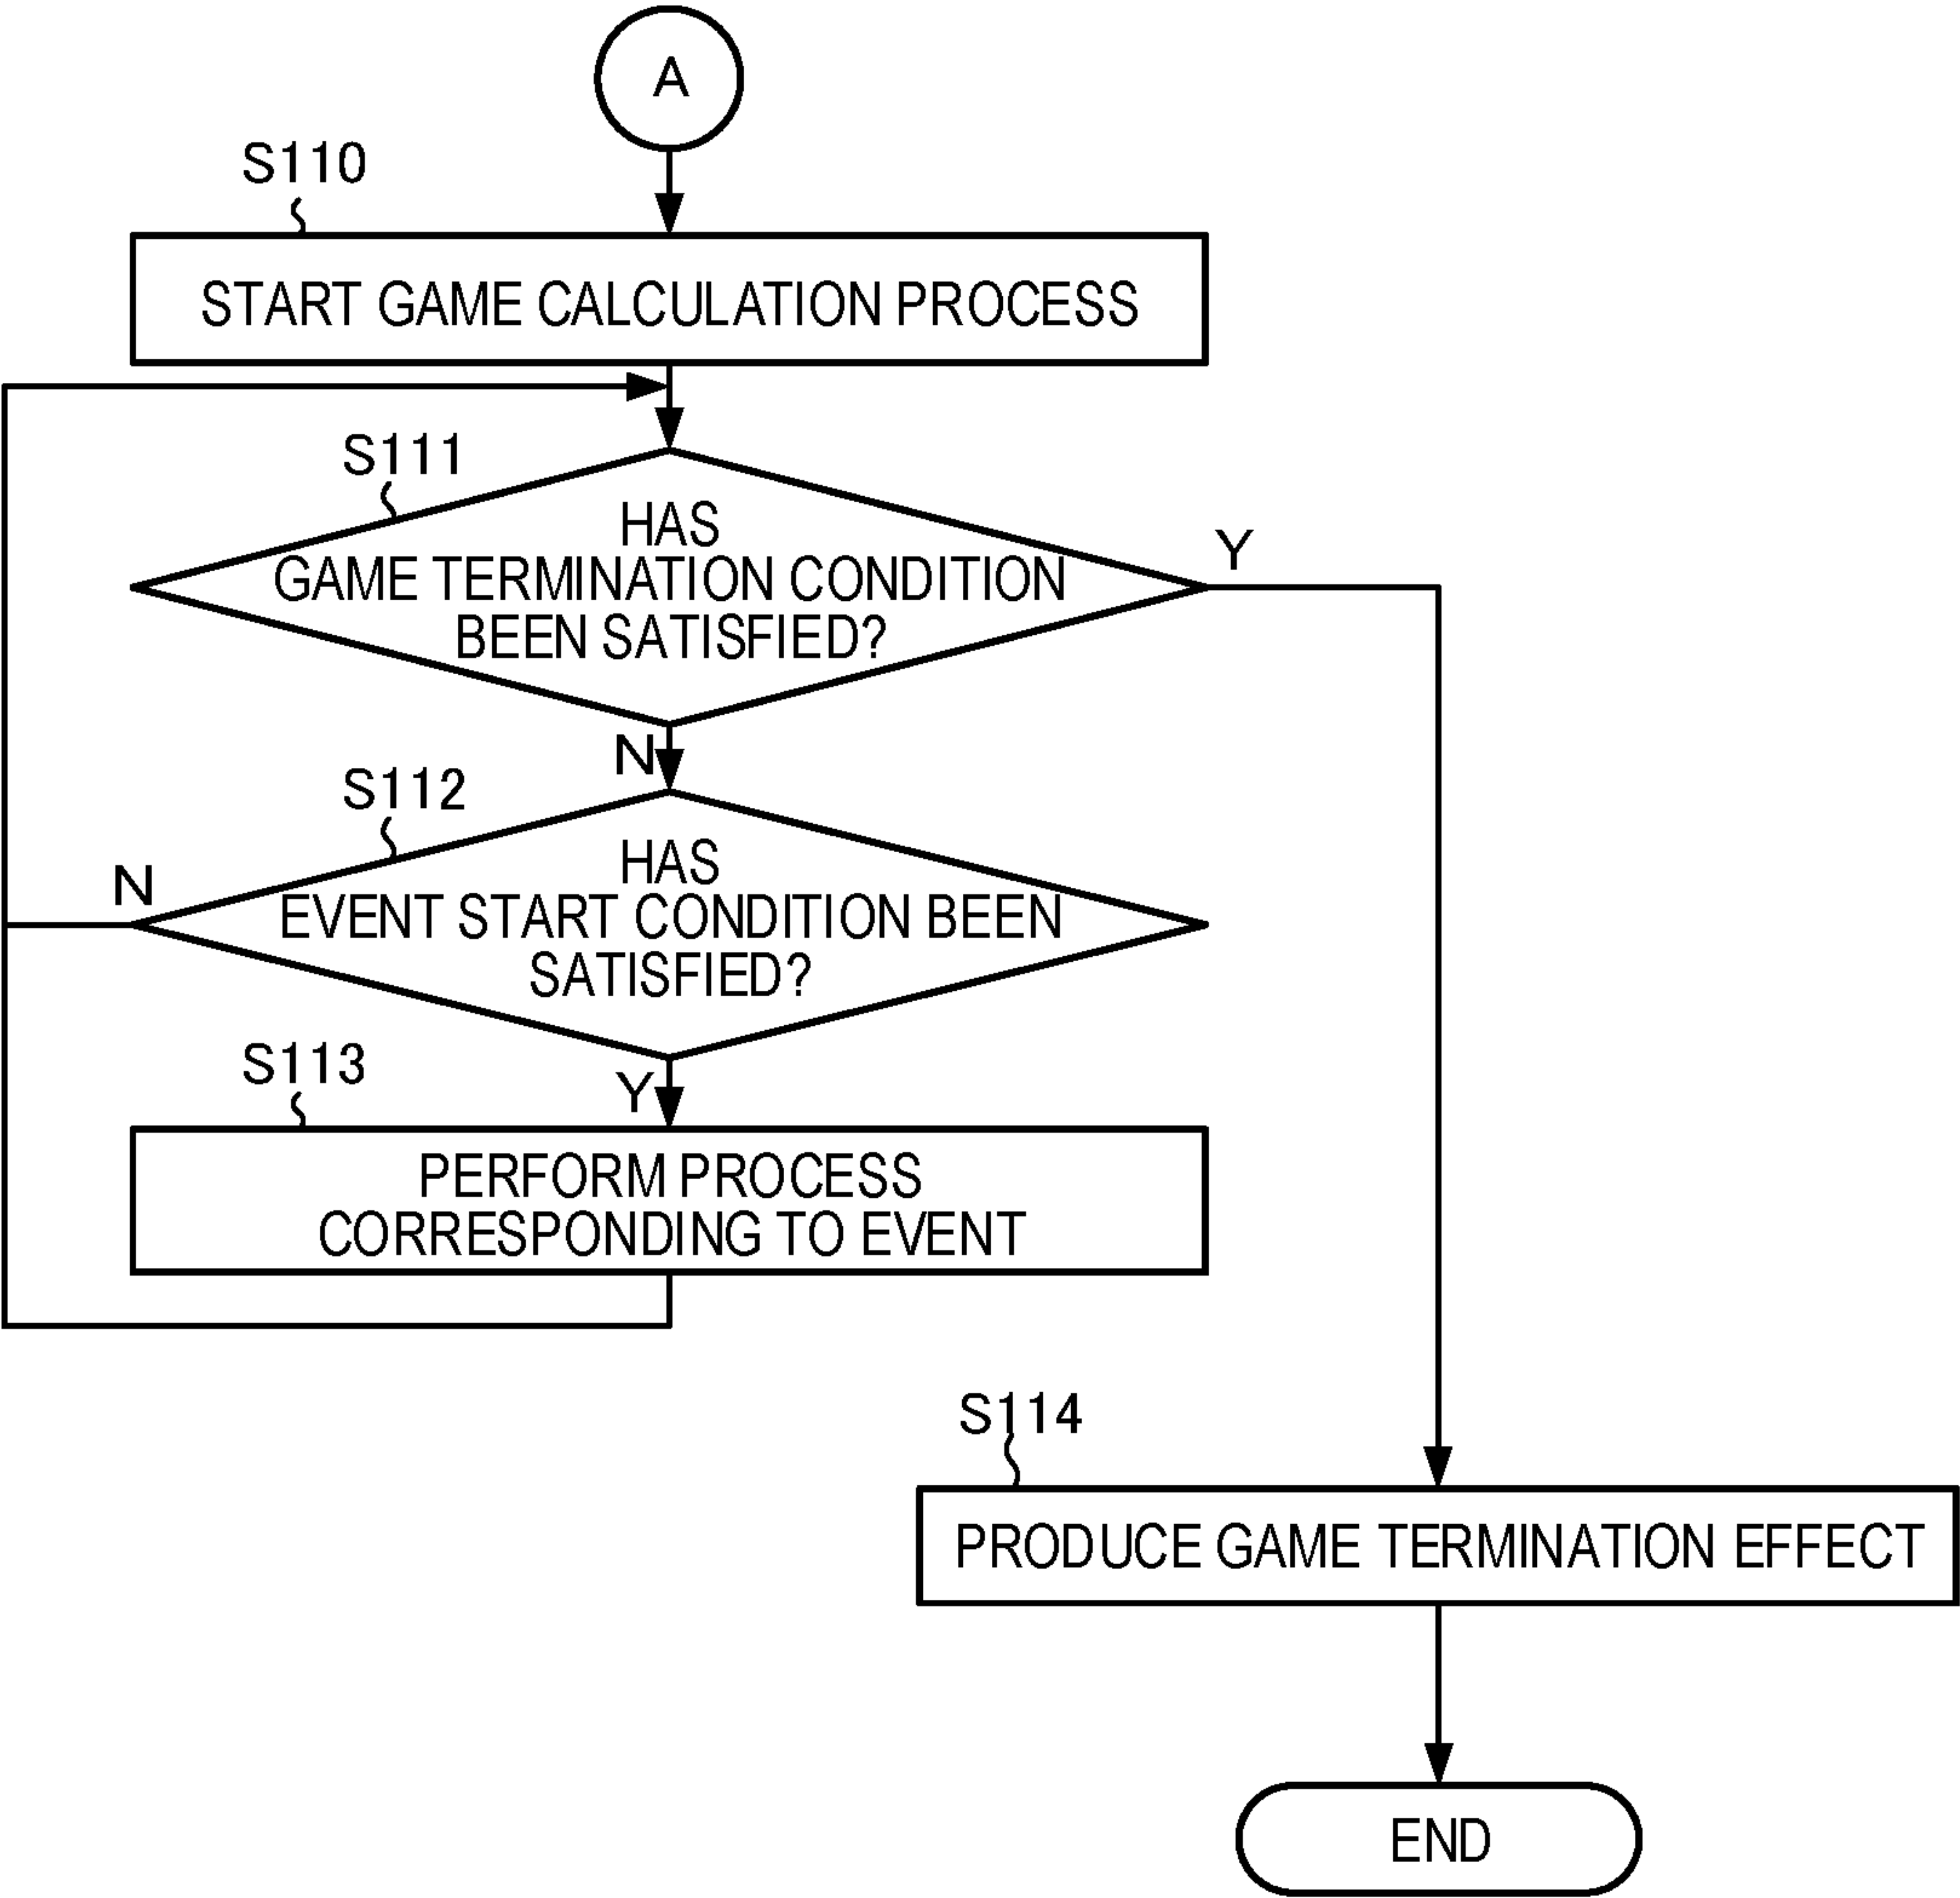 A
S110
START GAME CALCULATION PROCESS
S111
HAS
GAME TERMINATION CONDITION
BEEN SATISFIED?
Y
N
S112
HAS
EVENT START CONDITION BEEN
SATISFIED?
N
Y
S113
PERFORM PROCESS
CORRESPONDING TO EVENT
S114
PRODUCE GAME TERMINATION EFFECT
END